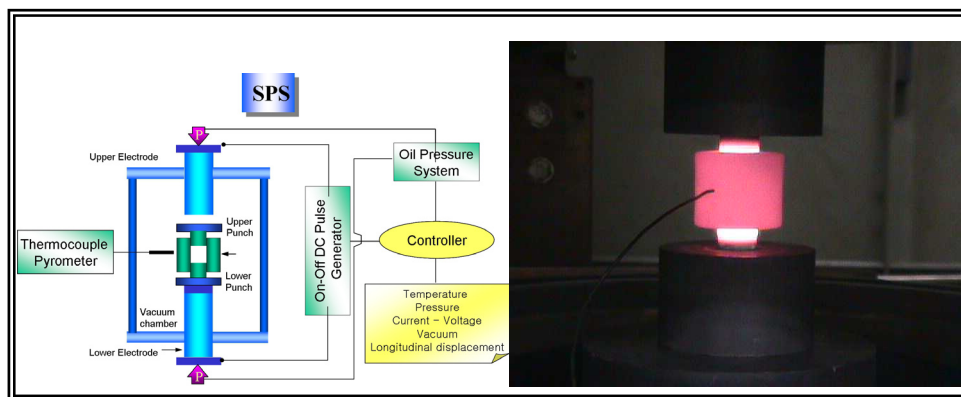 SPS
P
Upper Electrode
Oil Pressure
System
Upper
Punch
Thermocouple
Pyrometer
On-Off DC Pulse
Generator
Controller
Lower
Punch
Vacuum
chamber
Temperature
Pressure
Current - Voltage
Vacuum
Longitudinal displacement
Lower Electrode
P